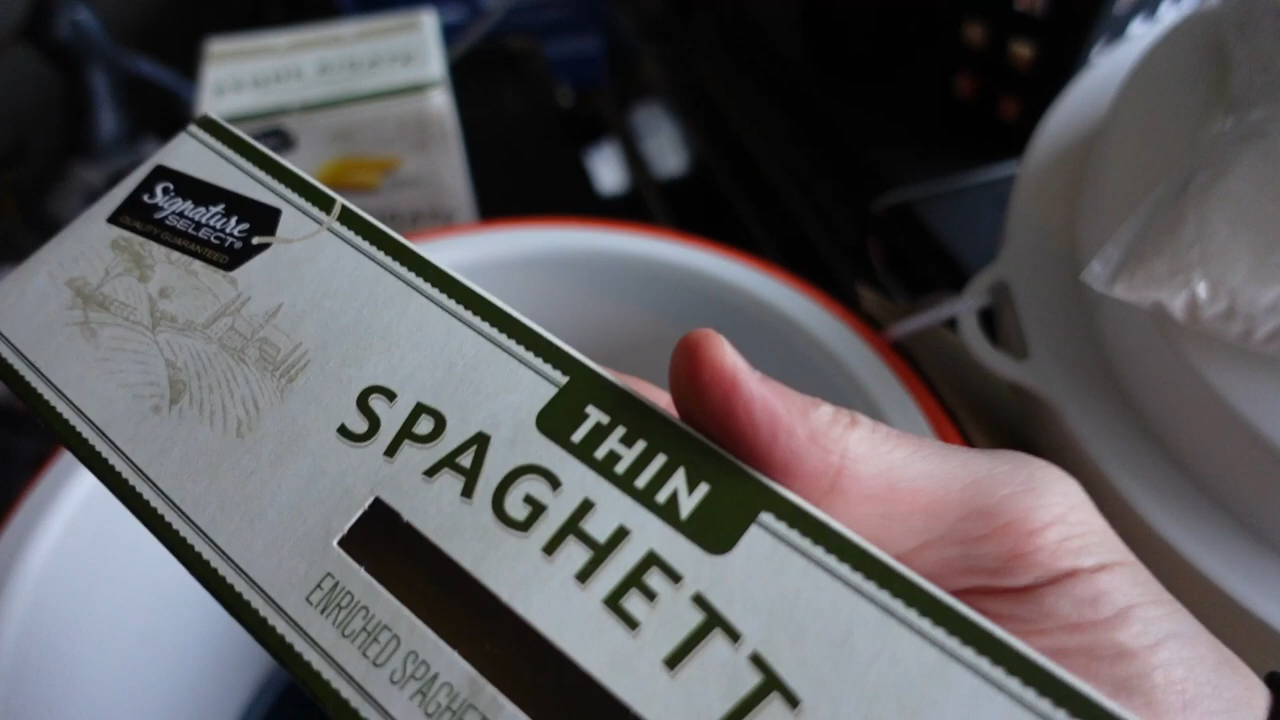 Signature
SELECT®
QUALITY GUARANTEED
THIN
SPAGHETT
ENRICHED SPAGHE